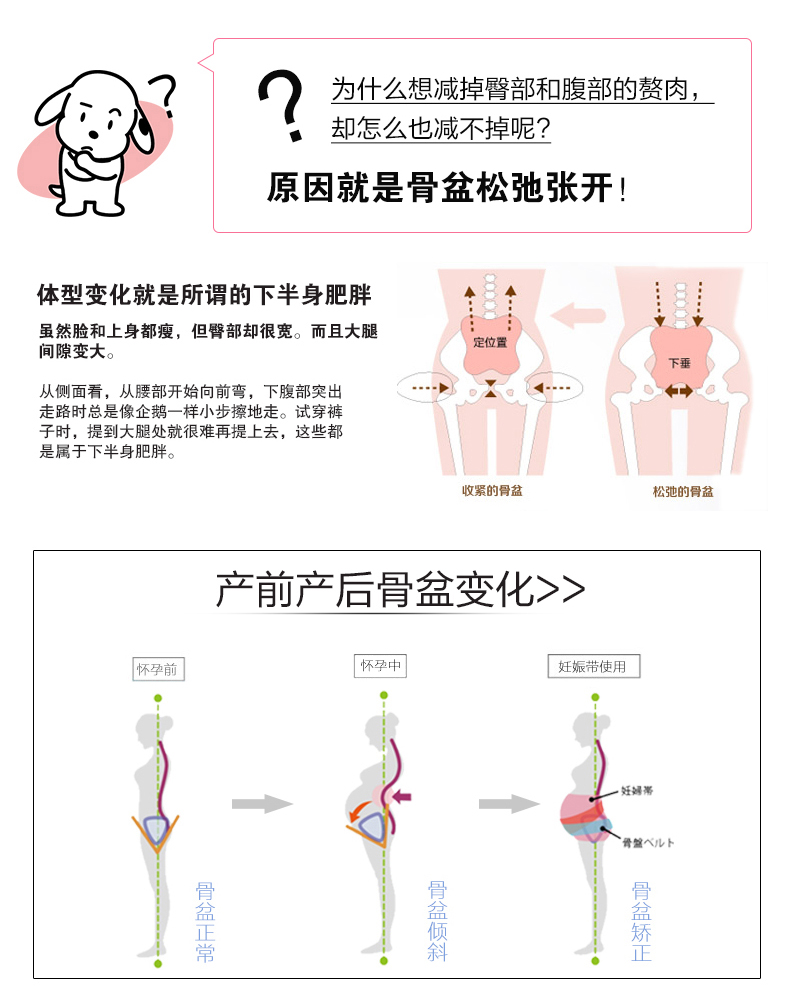 ?
?
为什么想减掉臀部和腹部的赘肉，
却怎么也减不掉呢？
原因就是骨盆松弛张开！
体型变化就是所谓的下半身肥胖
虽然脸和上身都瘦，但臀部却很宽。而且大腿
间隙变大。
从侧面看，从腰部开始向前弯，下腹部突出
走路时总是像企鹅一样小步擦地走。试穿裤
子时，提到大腿处就很难再提上去，这些都
是属于下半身肥胖。
定位置
下垂
收紧的骨盆
松弛的骨盆
产前产后骨盆变化>>
怀孕前
怀孕中
妊娠带使用
妊婦帯
骨盤ベルト
骨盆正常
骨盆倾斜
骨盆矫正